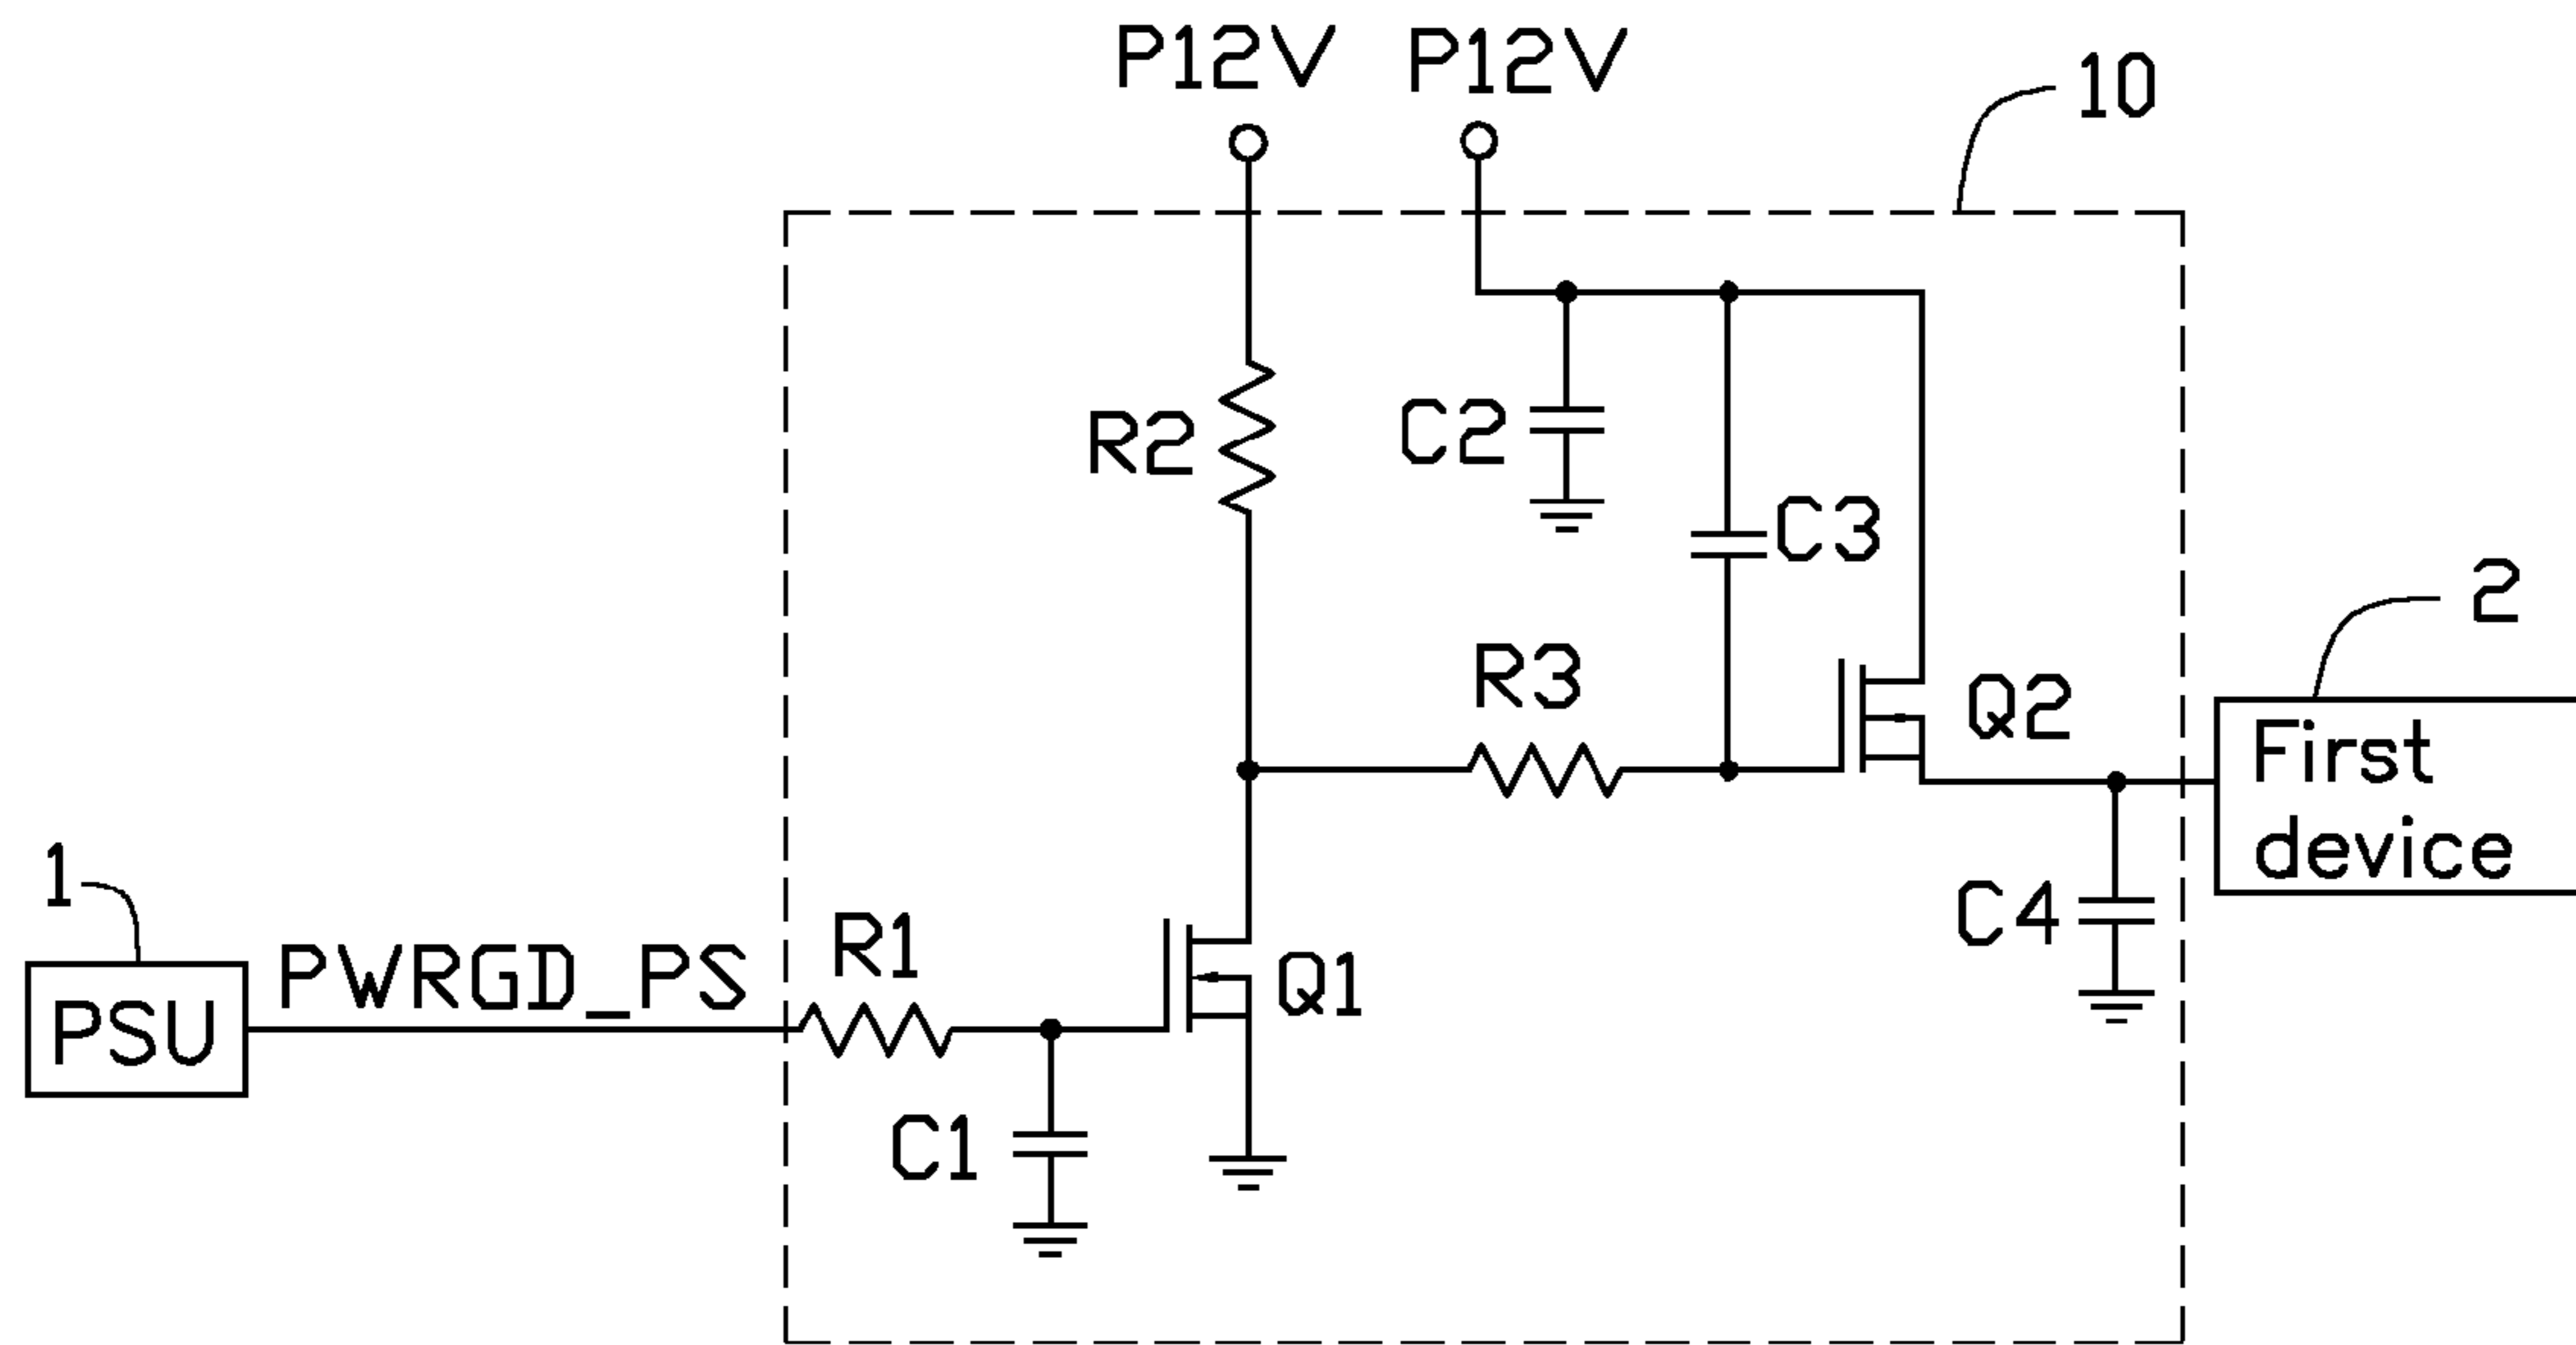 P12V
P12V
10
R2
C2
C3
2
R3
Q2
First
device
1
PWRGD_PS
R1
Q1
C4
PSU
C1